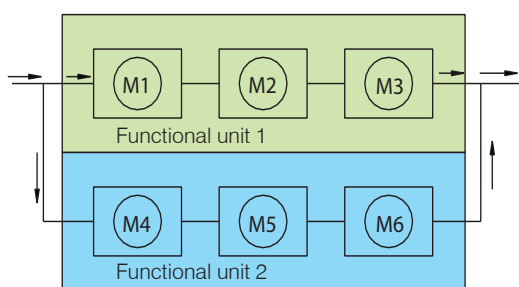 M1 M2 M3
Functional unit 1
M4 M5 M6
Functional unit 2